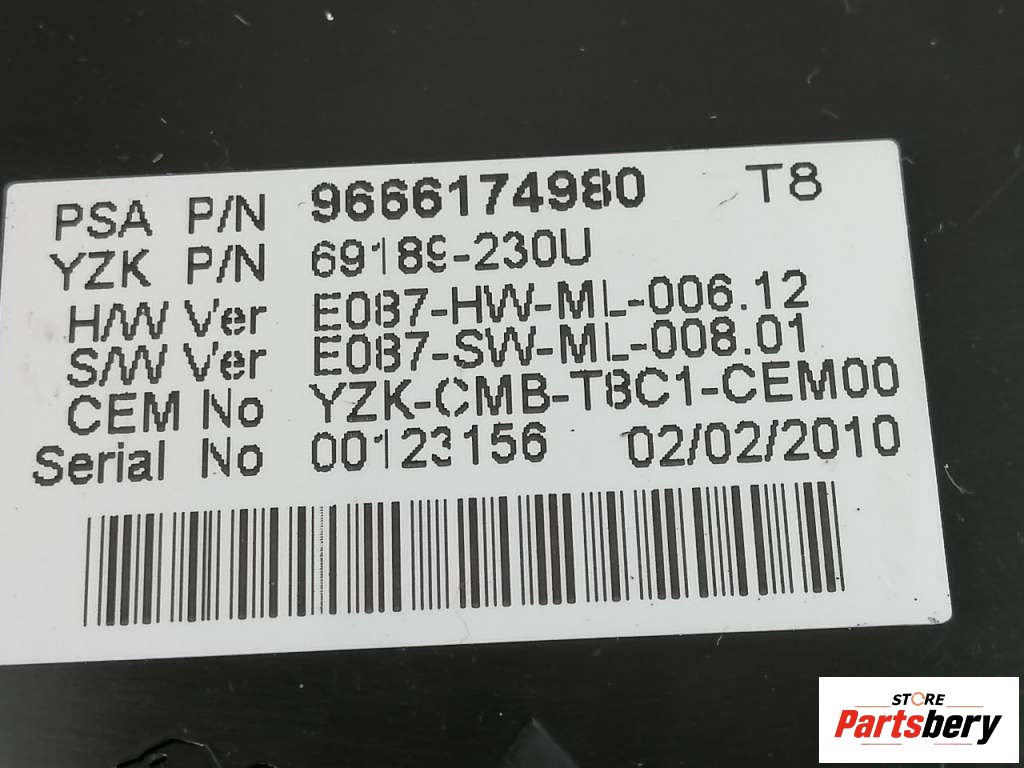 PSA P/N 9666174980 T8
YZK P/N 69189-230U
H/W Ver E087-HW-ML-006.12
S/W Ver E087-SW-ML-008.01
CEM No YZK-CMB-T8C1-CEM00
Serial No 00123156 02/02/2010
STORE
Partsbery